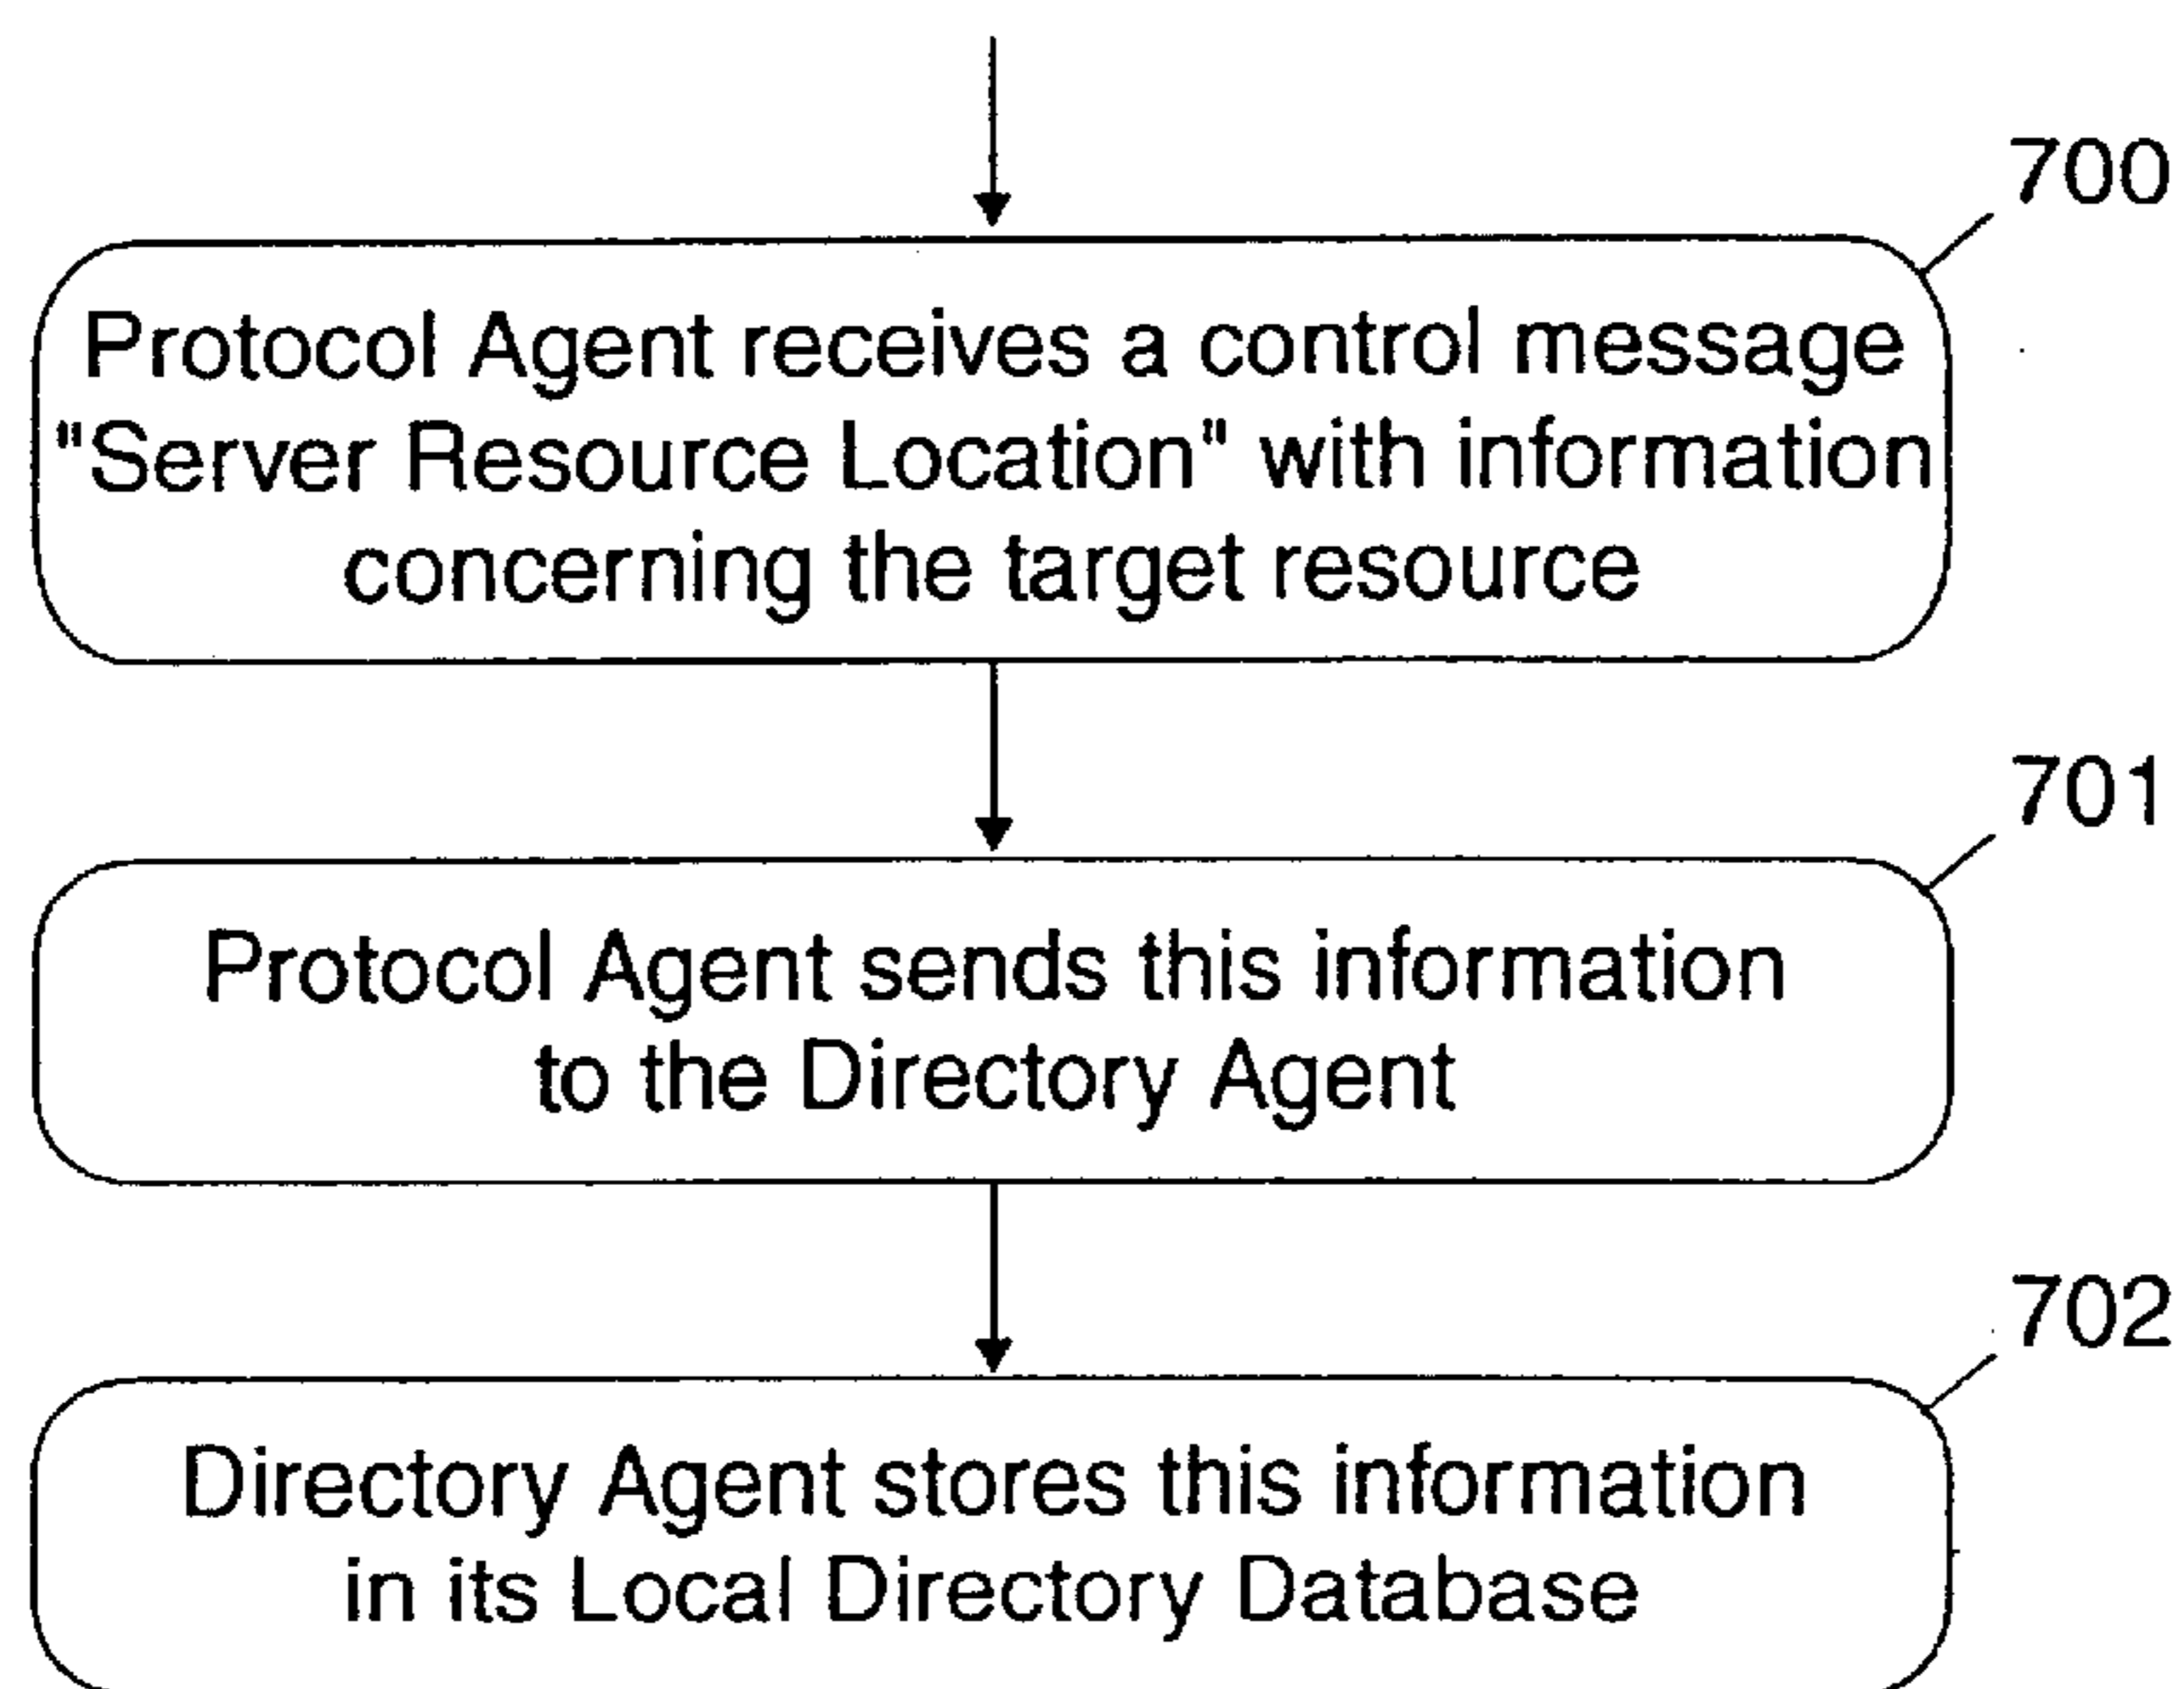 700
Protocol Agent receives a control message
"Server Resource Location" with information
concerning the target resource
701
Protocol Agent sends this information
to the Directory Agent
702
Directory Agent stores this information
in its Local Directory Database